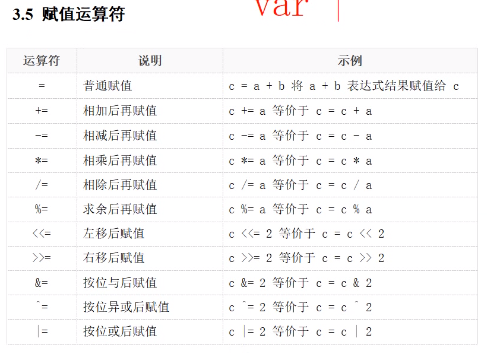 var |
3.5 赋值运算符
运算符 说明 示例
= 普通赋值 c = a + b 将 a + b 表达式结果赋值给 c
+= 相加后再赋值 c += a 等价于 c = c + a
-= 相减后再赋值 c -= a 等价于 c = c - a
*= 相乘后再赋值 c *= a 等价于 c = c * a
/= 相除后再赋值 c /= a 等价于 c = c / a
%= 求余后再赋值 c %= a 等价于 c = c % a
<<= 左移后赋值 c <<= 2 等价于 c = c << 2
>>= 右移后赋值 c >>= 2 等价于 c = c >> 2
&= 按位与后赋值 c &= 2 等价于 c = c & 2
^= 按位异或后赋值 c ^= 2 等价于 c = c ^ 2
|= 按位或后赋值 c |= 2 等价于 c = c | 2